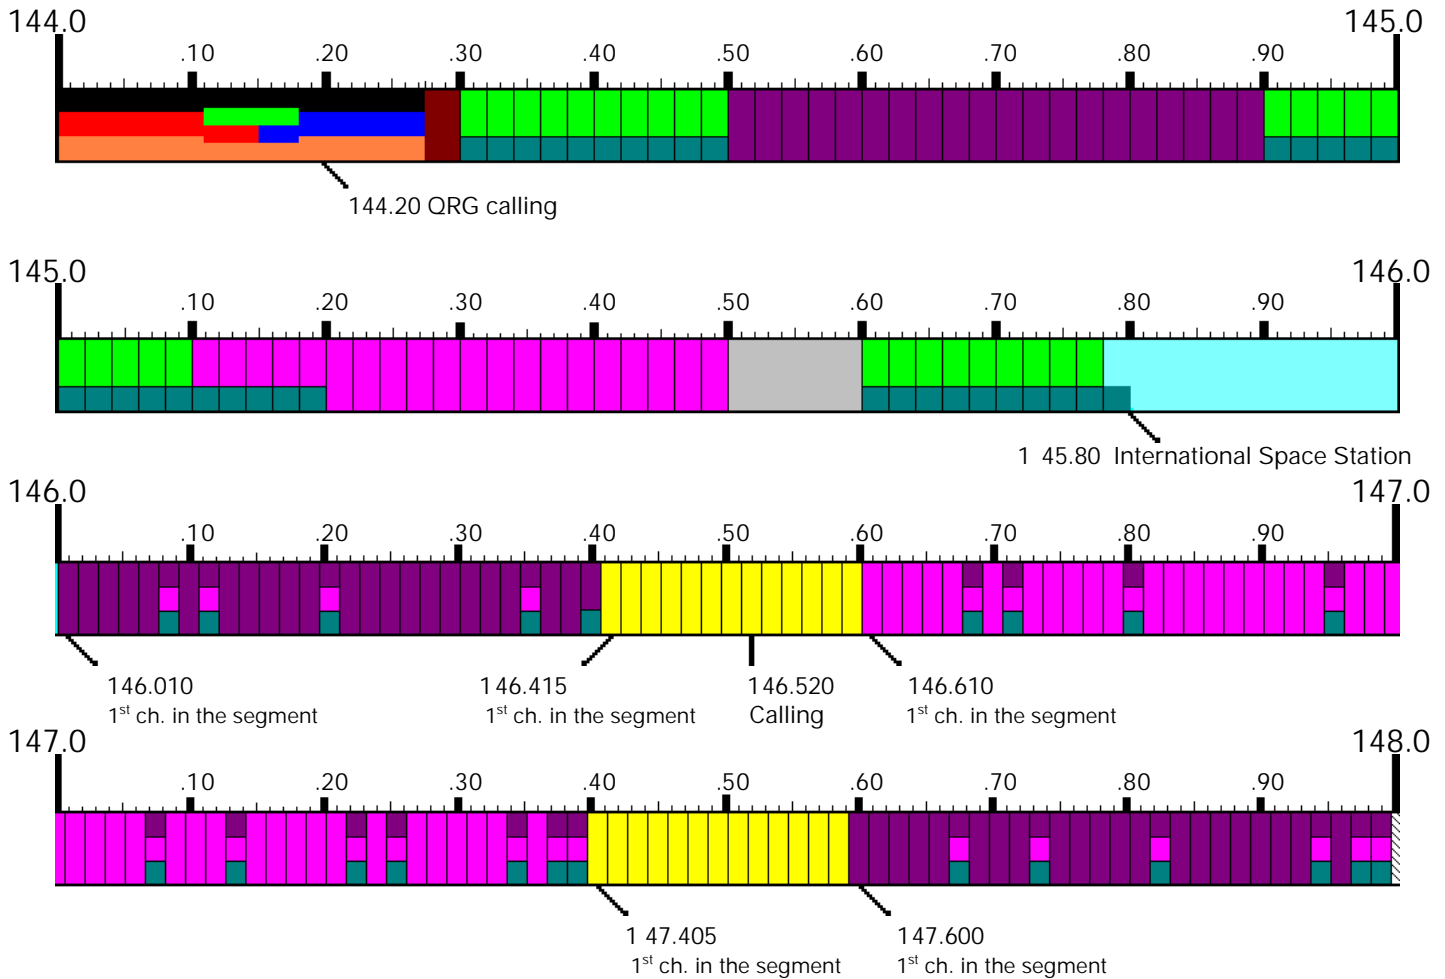 144.0 145.0
.10 .20 .30 .40 .50 .60 .70 .80 .90
144.20 QRG calling
145.0 146.0
.10 .20 .30 .40 .50 .60 .70 .80 .90
1 45.80 International Space Station
146.0 147.0
.10 .20 .30 .40 .50 .60 .70 .80 .90
146.010 146.415 146.520 146.610
1st ch. in the segment 1st ch. in the segment Calling 1st ch. in the segment
147.0 148.0
.10 .20 .30 .40 .50 .60 .70 .80 .90
1 47.405 147.600
1st ch. in the segment 1st ch. in the segment